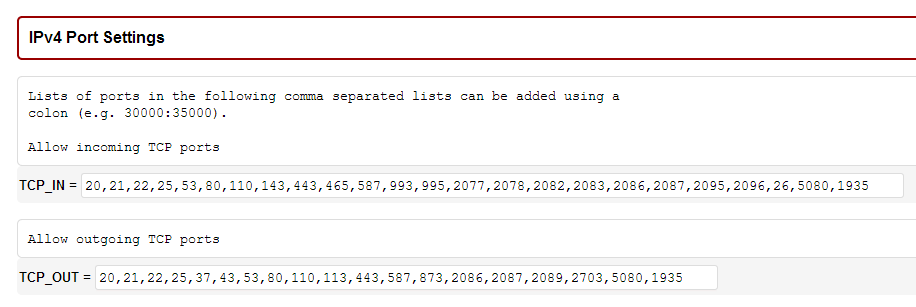 IPv4 Port Settings
Lists of ports in the following comma separated lists can be added using a
colon (e.g. 30000:35000).
Allow incoming TCP ports
TCP_IN = 20,21,22,25,53,80,110,143,443,465,587,993,995,2077,2078,2082,2083,2086,2087,2095,2096,26,5080,1935
Allow outgoing TCP ports
TCP_OUT = 20,21,22,25,37,43,53,80,110,113,443,587,873,2086,2087,2089,2703,5080,1935